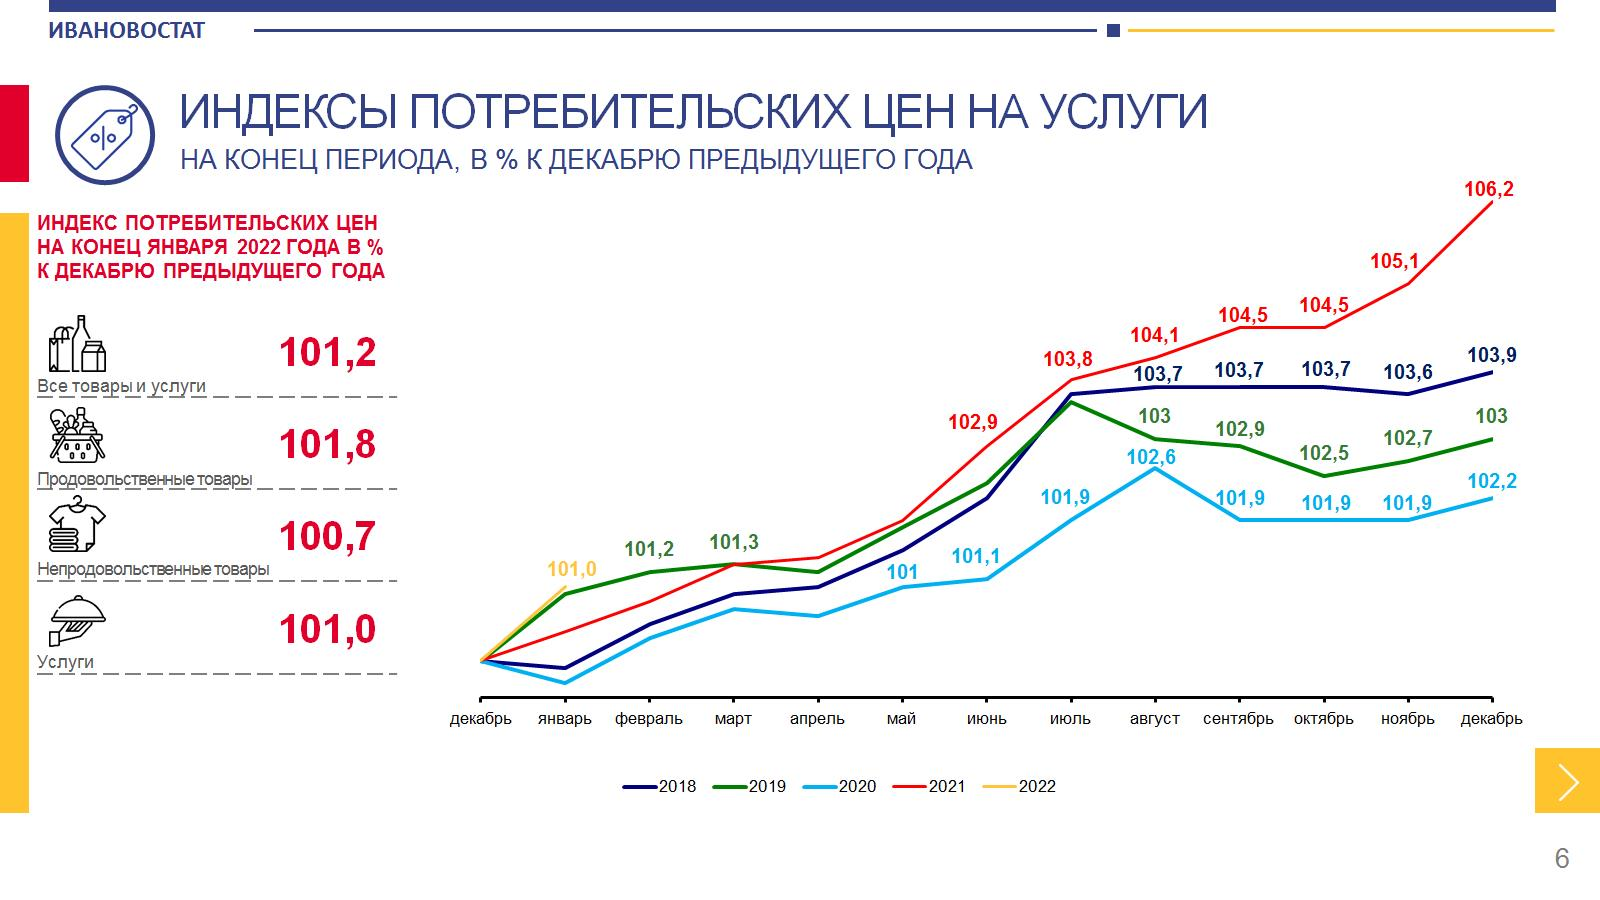 ИВАНОВОСТАТ
ИНДЕКСЫ ПОТРЕБИТЕЛЬСКИХ ЦЕН НА УСЛУГИ
НА КОНЕЦ ПЕРИОДА, В % К ДЕКАБРЮ ПРЕДЫДУЩЕГО ГОДА
ИНДЕКС ПОТРЕБИТЕЛЬСКИХ ЦЕН
НА КОНЕЦ ЯНВАРЯ 2022 ГОДА В %
К ДЕКАБРЮ ПРЕДЫДУЩЕГО ГОДА
101,2
Все товары и услуги
101,8
Продовольственные товары
100,7
Непродовольственные товары
101,0
Услуги
106,2
105,1
104,5
104,5
104,1
103,8
102,9
103,7
103,7
103,7
103,6
103,9
101,2
101,3
103
102,9
102,5
102,7
103
101,0
101
101,1
101,9
102,6
101,9
101,9
101,9
102,2
декабрь январь февраль март апрель май июнь июль август сентябрь октябрь ноябрь декабрь
2018 2019 2020 2021 2022
6